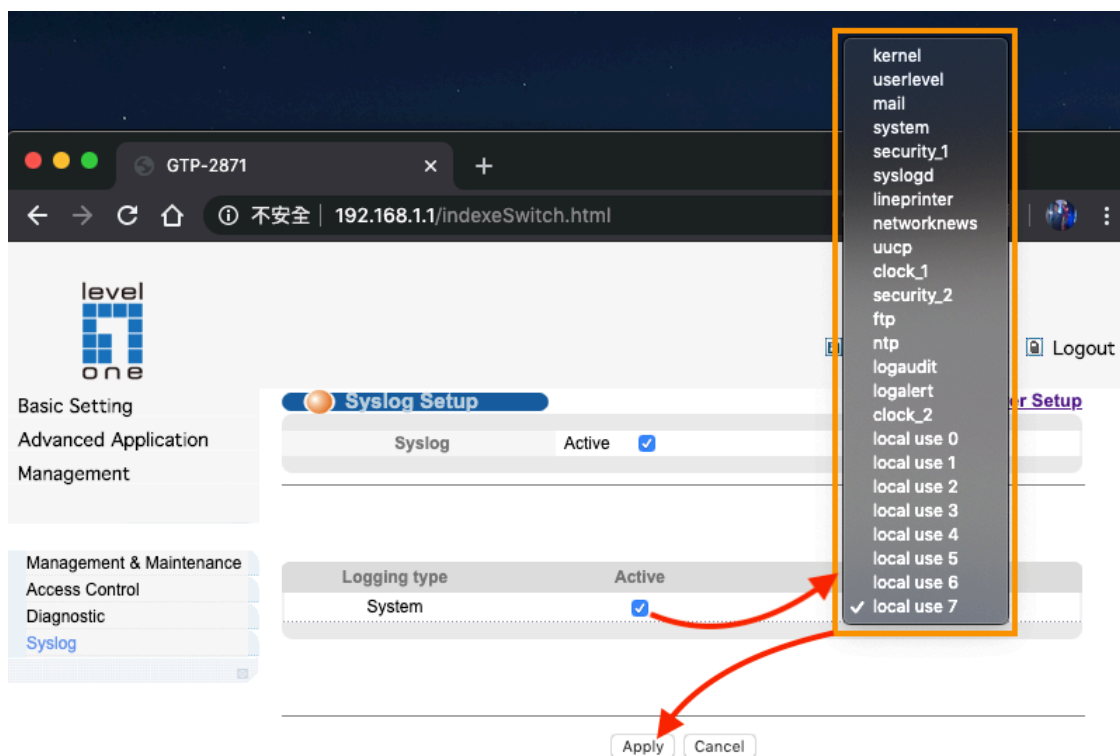 kernel
userlevel
mail
system
security_1
syslogd
lineprinter
networknews
uucp
clock_1
security_2
ftp
ntp
logaudit
logalert
clock_2
local use 0
local use 1
local use 2
local use 3
local use 4
local use 5
local use 6
✓ local use 7
GTP-2871
不安全 | 192.168.1.1/indexeSwitch.html
level
one
Logout
Basic Setting
Advanced Application
Management
Management & Maintenance
Access Control
Diagnostic
Syslog
Syslog Setup
Setup
Syslog Active
Logging type Active
System
Apply Cancel